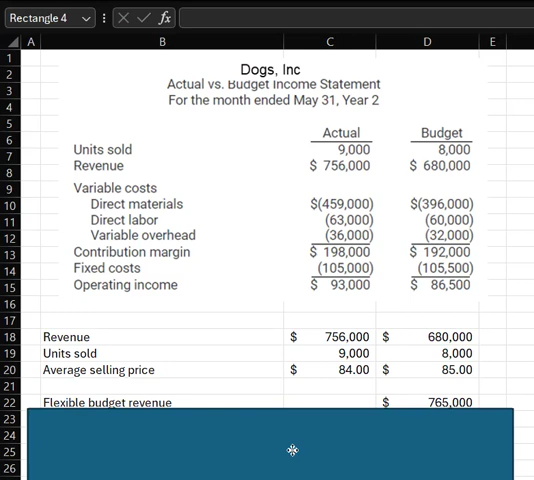 Rectangle 4 fx
A B C D E
1
2 Dogs, Inc
3 Actual vs. Budget Income Statement
4 For the month ended May 31, Year 2
5 Actual Budget
6 Units sold 9,000 8,000
7 Revenue $ 756,000 $ 680,000
8
9 Variable costs
10 Direct materials $(459,000) $(396,000)
11 Direct labor (63,000) (60,000)
12 Variable overhead (36,000) (32,000)
13 Contribution margin $ 198,000 $ 192,000
14 Fixed costs (105,000) (105,500)
15 Operating income $ 93,000 $ 86,500
16
17
18 Revenue $ 756,000 $ 680,000
19 Units sold 9,000 8,000
20 Average selling price $ 84.00 $ 85.00
21
22 Flexible budget revenue $ 765,000
23
24
25
26